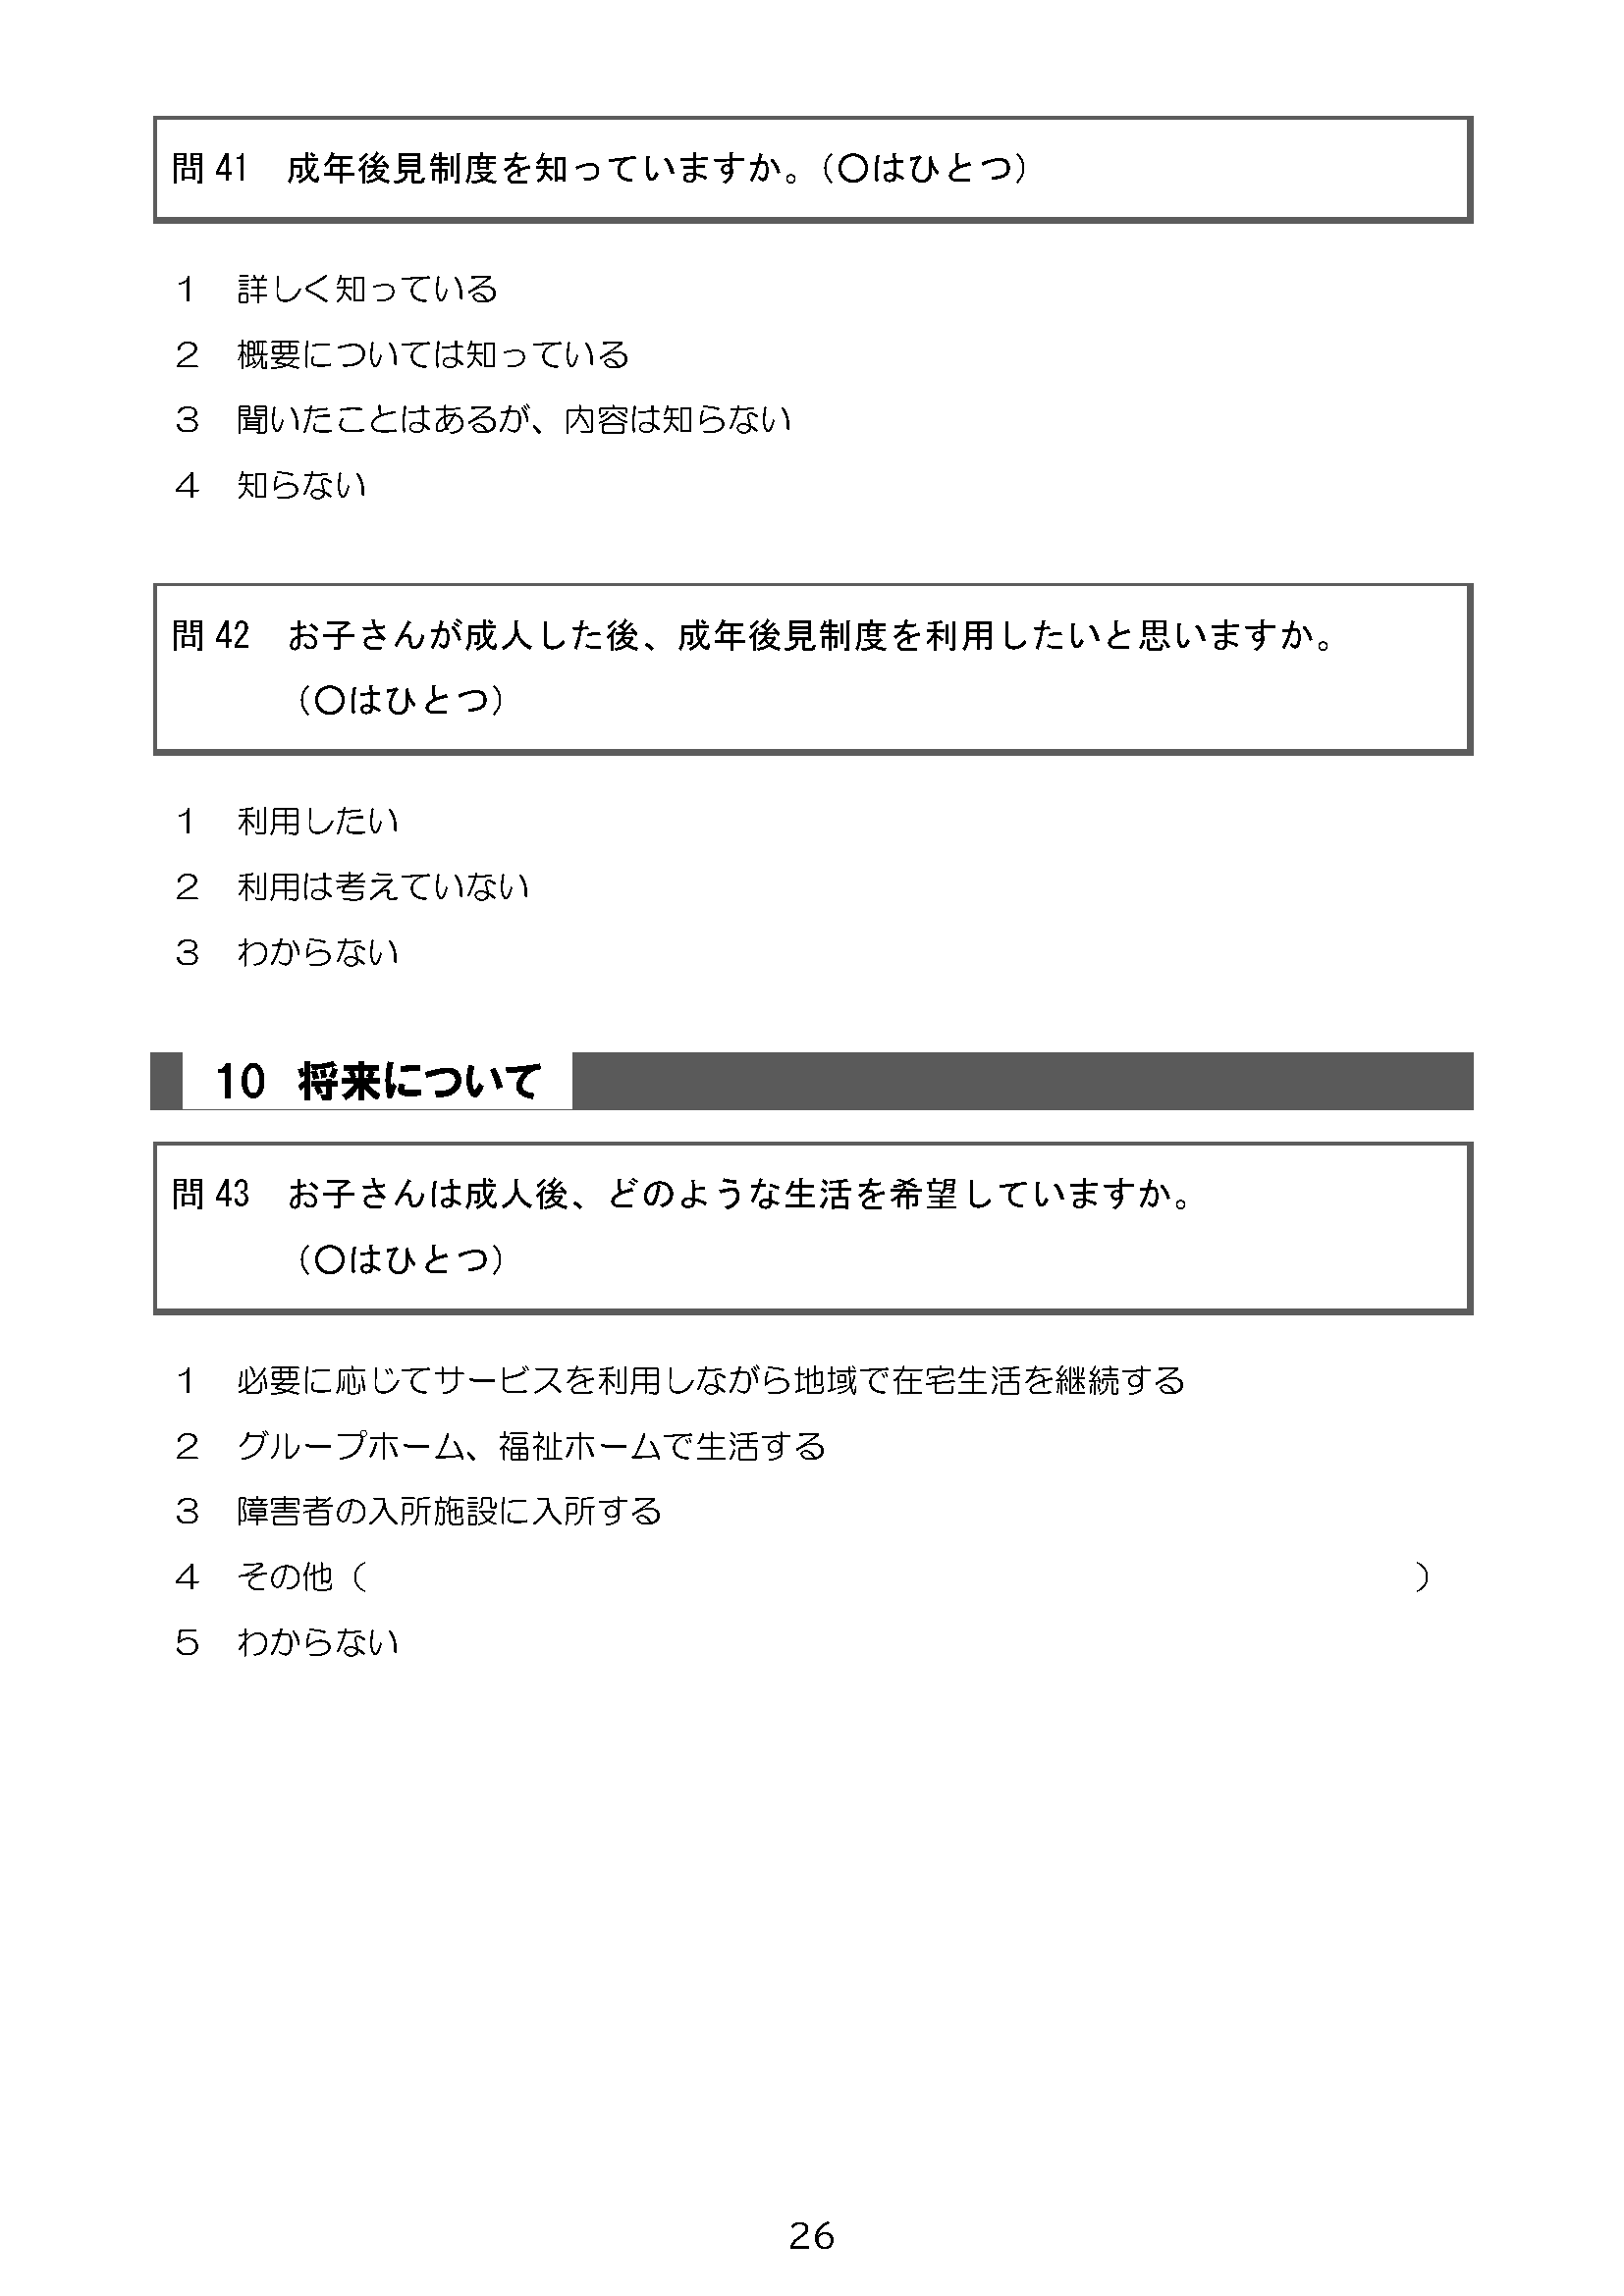 問 41　成年後見制度を知っていますか。（〇はひとつ）
１　詳しく知っている
２　概要については知っている
３　聞いたことはあるが、内容は知らない
４　知らない
問 42　お子さんが成人した後、成年後見制度を利用したいと思いますか。
（〇はひとつ）
１　利用したい
２　利用は考えていない
３　わからない
10　将来について
問 43　お子さんは成人後、どのような生活を希望していますか。
（〇はひとつ）
１　必要に応じてサービスを利用しながら地域で在宅生活を継続する
２　グループホーム、福祉ホームで生活する
３　障害者の入所施設に入所する
４　その他（　　　　　　　　　　　　　　　　　　　　　　　　　　　　　　　　）
５　わからない
26